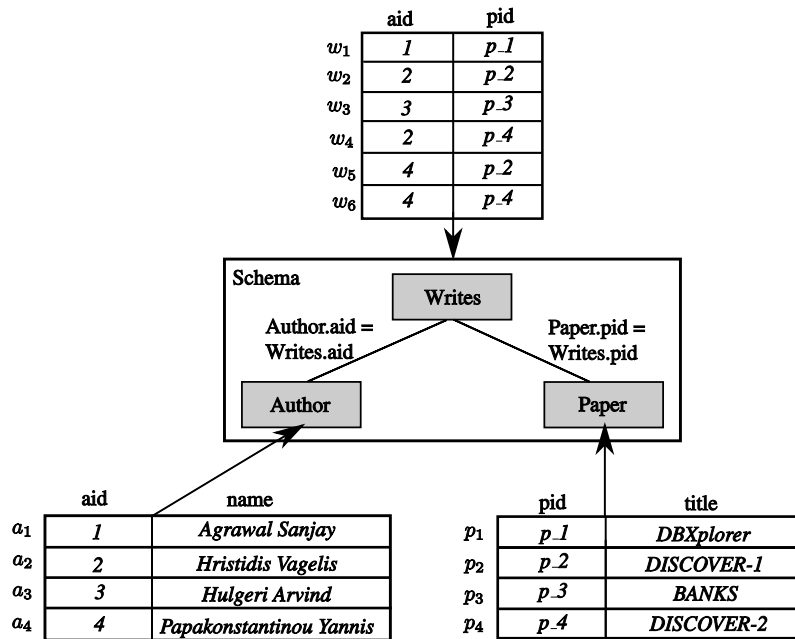 aid pid
w1 1 p_1
w2 2 p_2
w3 3 p_3
w4 2 p_4
w5 4 p_2
w6 4 p_4
Schema
Writes
Author.aid = Paper.pid =
Writes.aid Writes.pid
Author Paper
aid name
a1 1 Agrawal Sanjay
a2 2 Hristidis Vagelis
a3 3 Hulgeri Arvind
a4 4 Papakonstantinou Yannis
pid title
p1 p_1 DBXplorer
p2 p_2 DISCOVER-1
p3 p_3 BANKS
p4 p_4 DISCOVER-2